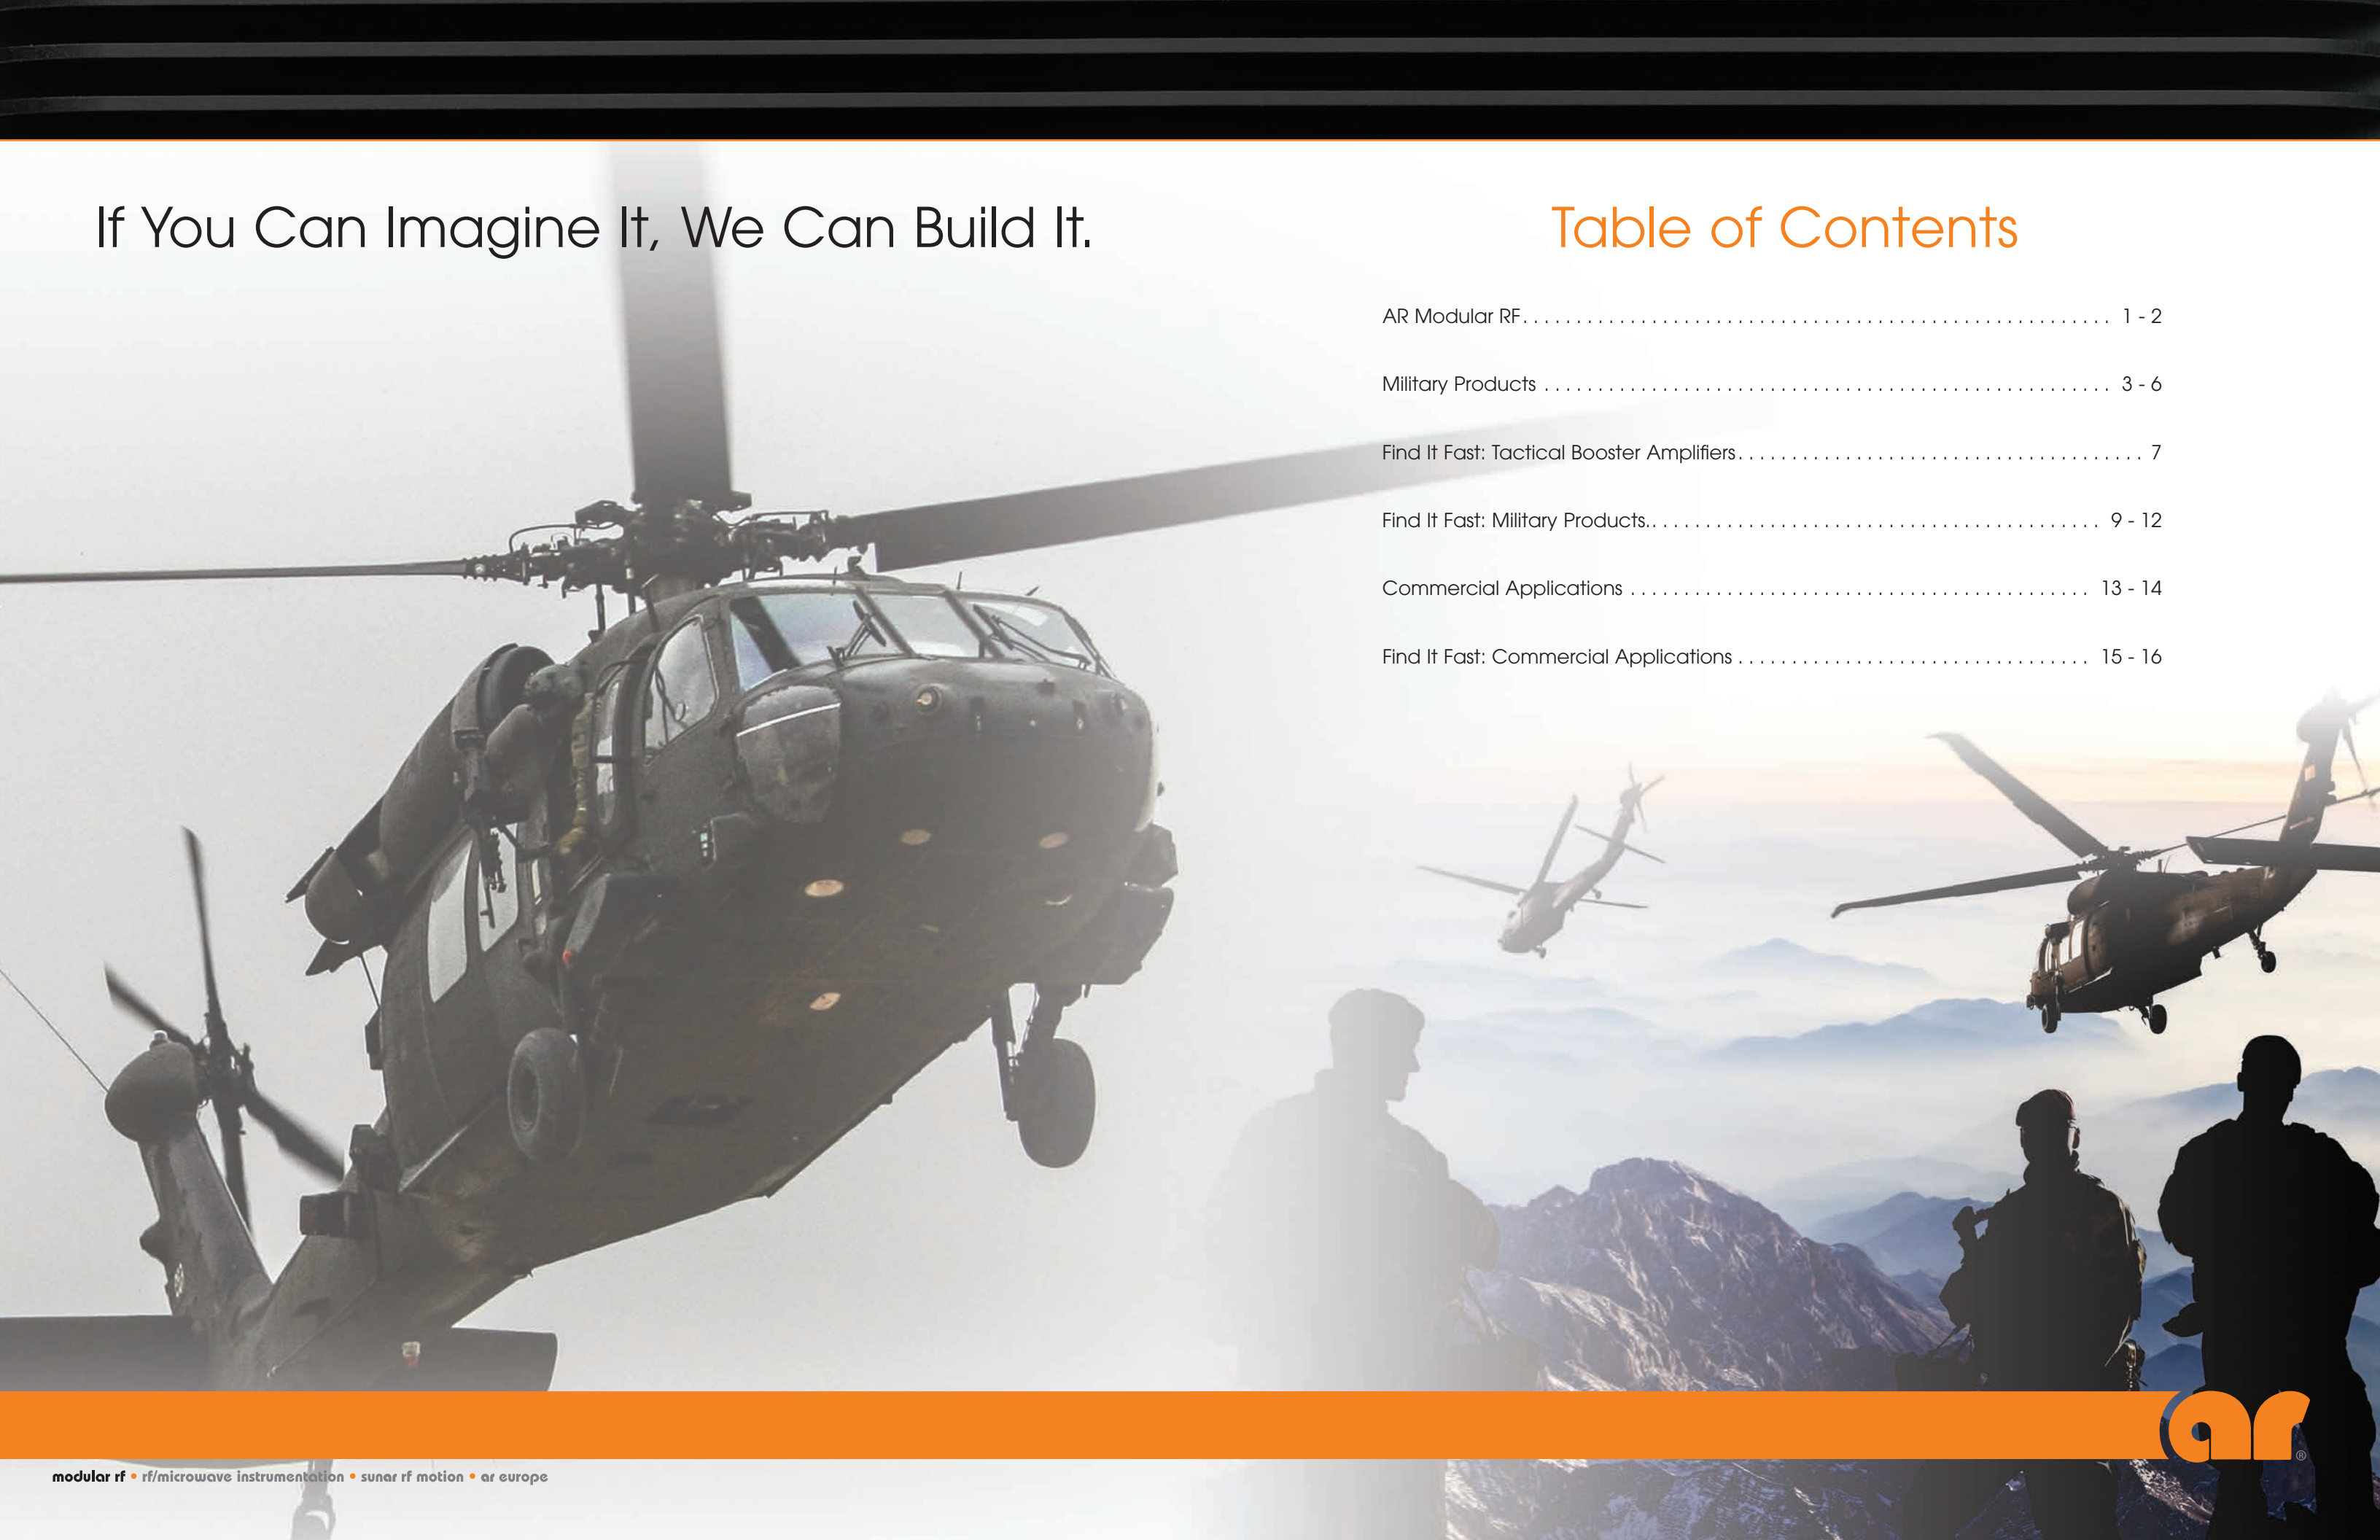 If You Can Imagine It, We Can Build It.
Table of Contents
AR Modular RF. . . . . . . . . . . . . . . . . . . . . . . . . . . . . . . . . . . . . . . . . . . . . . . . . . . . . . . 1 - 2
Military Products . . . . . . . . . . . . . . . . . . . . . . . . . . . . . . . . . . . . . . . . . . . . . . . . . . . . . 3 - 6
Find It Fast: Tactical Booster Amplifiers. . . . . . . . . . . . . . . . . . . . . . . . . . . . . . . . . . . . . . 7
Find It Fast: Military Products.. . . . . . . . . . . . . . . . . . . . . . . . . . . . . . . . . . . . . . . . . . 9 - 12
Commercial Applications . . . . . . . . . . . . . . . . . . . . . . . . . . . . . . . . . . . . . . . . . . . 13 - 14
Find It Fast: Commercial Applications . . . . . . . . . . . . . . . . . . . . . . . . . . . . . . . . . 15 - 16
ar®
modular rf • rf/microwave instrumentation • sunar rf motion • ar europe